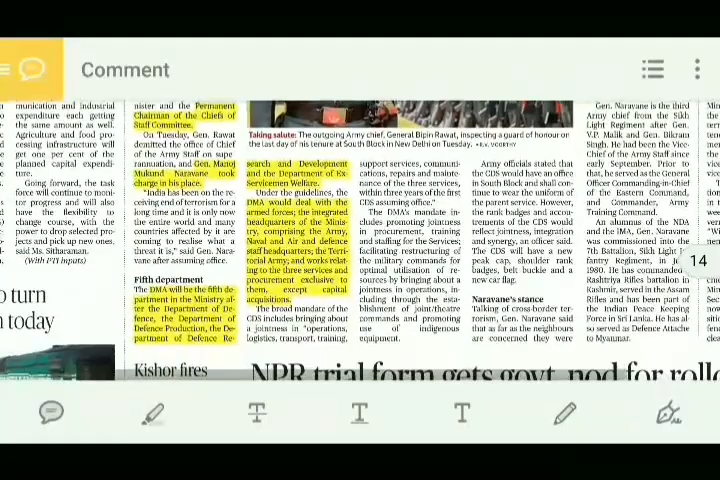 Comment
munication and industrial
expenditure each getting
the same amount as well.
Agriculture and food pro-
cessing infrastructure will
get one per cent of the
planned capital expendi-
ture.
Going forward, the task
force will continue to moni-
tor progress and will also
have the flexibility to
change course, with the
power to drop selected pro-
jects and pick up new ones,
said Ms. Sitharaman.
(With PTI inputs)
o turn
n today
nister and the Permanent
Chairman of the Chiefs of
Staff Committee.
On Tuesday, Gen. Rawat
demitted the office of Chief
of the Army Staff on supe
rannuation, and Gen. Manoj
Mukund Naravane took
charge in his place.
"India has been on the re-
ceiving end of terrorism for a
long time and it is only now
the entire world and many
countries affected by it are
coming to realise what a
threat it is," said Gen. Nara-
vane after assuming office.
Fifth department
The DMA will be the fifth de-
partment in the Ministry af-
ter the Department of De-
fence, the Department of
Defence Production, the De-
partment of Defence Re-
Kishor fires
Taking salute: The outgoing Army chief, General Bipin Rawat, inspecting a guard of honour on
the last day of his tenure at South Block in New Delhi on Tuesday. • R.V. MOORTHY
search and Development
and the Department of Ex-
Servicemen Welfare.
Under the guidelines, the
DMA would deal with the
armed forces; the integrated
headquarters of the Minis-
try, comprising the Army,
Naval and Air and defence
staff headquarters; the Terri-
torial Army; and works relat-
ing to the three services and
procurement exclusive to
them, except capital
acquisitions.
The broad mandate of the
CDS includes bringing about
a jointness in "operations,
logistics, transport, training,
support services, communi-
cations, repairs and mainte-
nance of the three services,
within three years of the first
CDS assuming office."
The DMA's mandate in-
cludes promoting jointness
in procurement, training
and staffing for the Services;
facilitating restructuring of
the military commands for
optimal utilisation of re-
sources by bringing about a
jointness in operations, in-
cluding through the estab-
lishment of joint/theatre
commands and promoting
use of indigenous
equipment.
Army officials stated that
the CDS would have an office
in South Block and shall con-
tinue to wear the uniform of
the parent service. However,
the rank badges and accou-
trements of the CDS would
reflect jointness, integration
and synergy, an officer said.
The CDS will have a new
peak cap, shoulder rank
badges, belt buckle and a
new car flag.
Naravane's stance
Talking of cross-border ter-
rorism, Gen. Naravane said
that as far as the neighbours
are concerned they were
Gen. Naravane is the third
Army chief from the Sikh
Light Regiment after Gen.
V.P. Malik and Gen. Bikram
Singh. He had been the Vice-
Chief of the Army Staff since
early September. Prior to
that, he served as the General
Officer Commanding-in-Chief
of the Eastern Command,
and Commander, Army
Training Command.
An alumnus of the NDA
and the IMA, Gen. Naravane
was commissioned into the
7th Battalion, Sikh Light I
fantry Regiment, in J
1980. He has commanded
Rashtriya Rifles battalion in
Kashmir, served in the Assam
Rifles and has been part of
the Indian Peace Keeping
Force in Sri Lanka. He has al-
so served as Defence Attache
to Myanmar.
14
NPR trial form gets govt. nod for roll
T
T
T